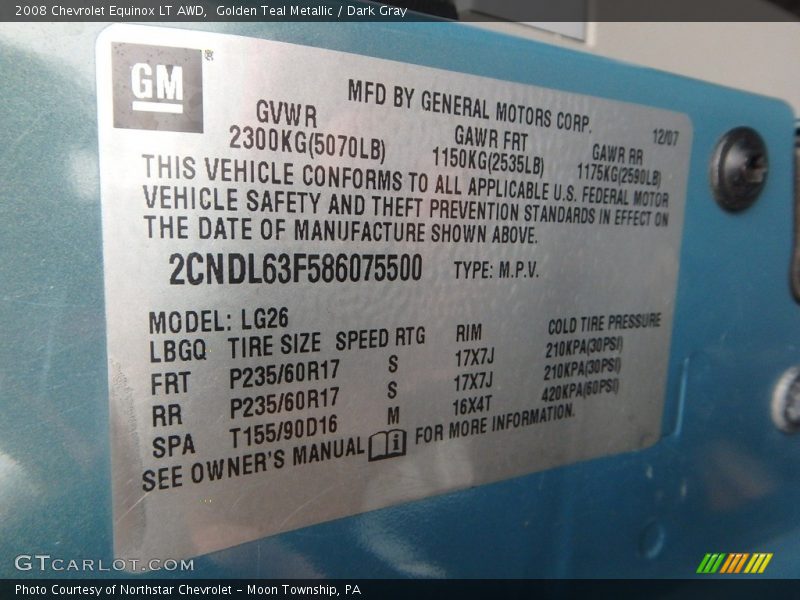 2008 Chevrolet Equinox LT AWD, Golden Teal Metallic / Dark Gray
GM
MFD BY GENERAL MOTORS CORP.
12/07
GVWR GAWR FRT GAWR RR
2300KG(5070LB) 1150KG(2535LB) 1175KG(2590LB)
THIS VEHICLE CONFORMS TO ALL APPLICABLE U.S. FEDERAL MOTOR
VEHICLE SAFETY AND THEFT PREVENTION STANDARDS IN EFFECT ON
THE DATE OF MANUFACTURE SHOWN ABOVE.
2CNDL63F586075500 TYPE: M.P.V.
MODEL: LG26
LBGQ TIRE SIZE SPEED RTG RIM COLD TIRE PRESSURE
FRT P235/60R17 S 17X7J 210KPA(30PSI)
RR P235/60R17 S 17X7J 210KPA(30PSI)
SPA T155/90D16 M 16X4T 420KPA(60PSI)
SEE OWNER'S MANUAL FOR MORE INFORMATION.
GTCARLOT.COM
Photo Courtesy of Northstar Chevrolet - Moon Township, PA